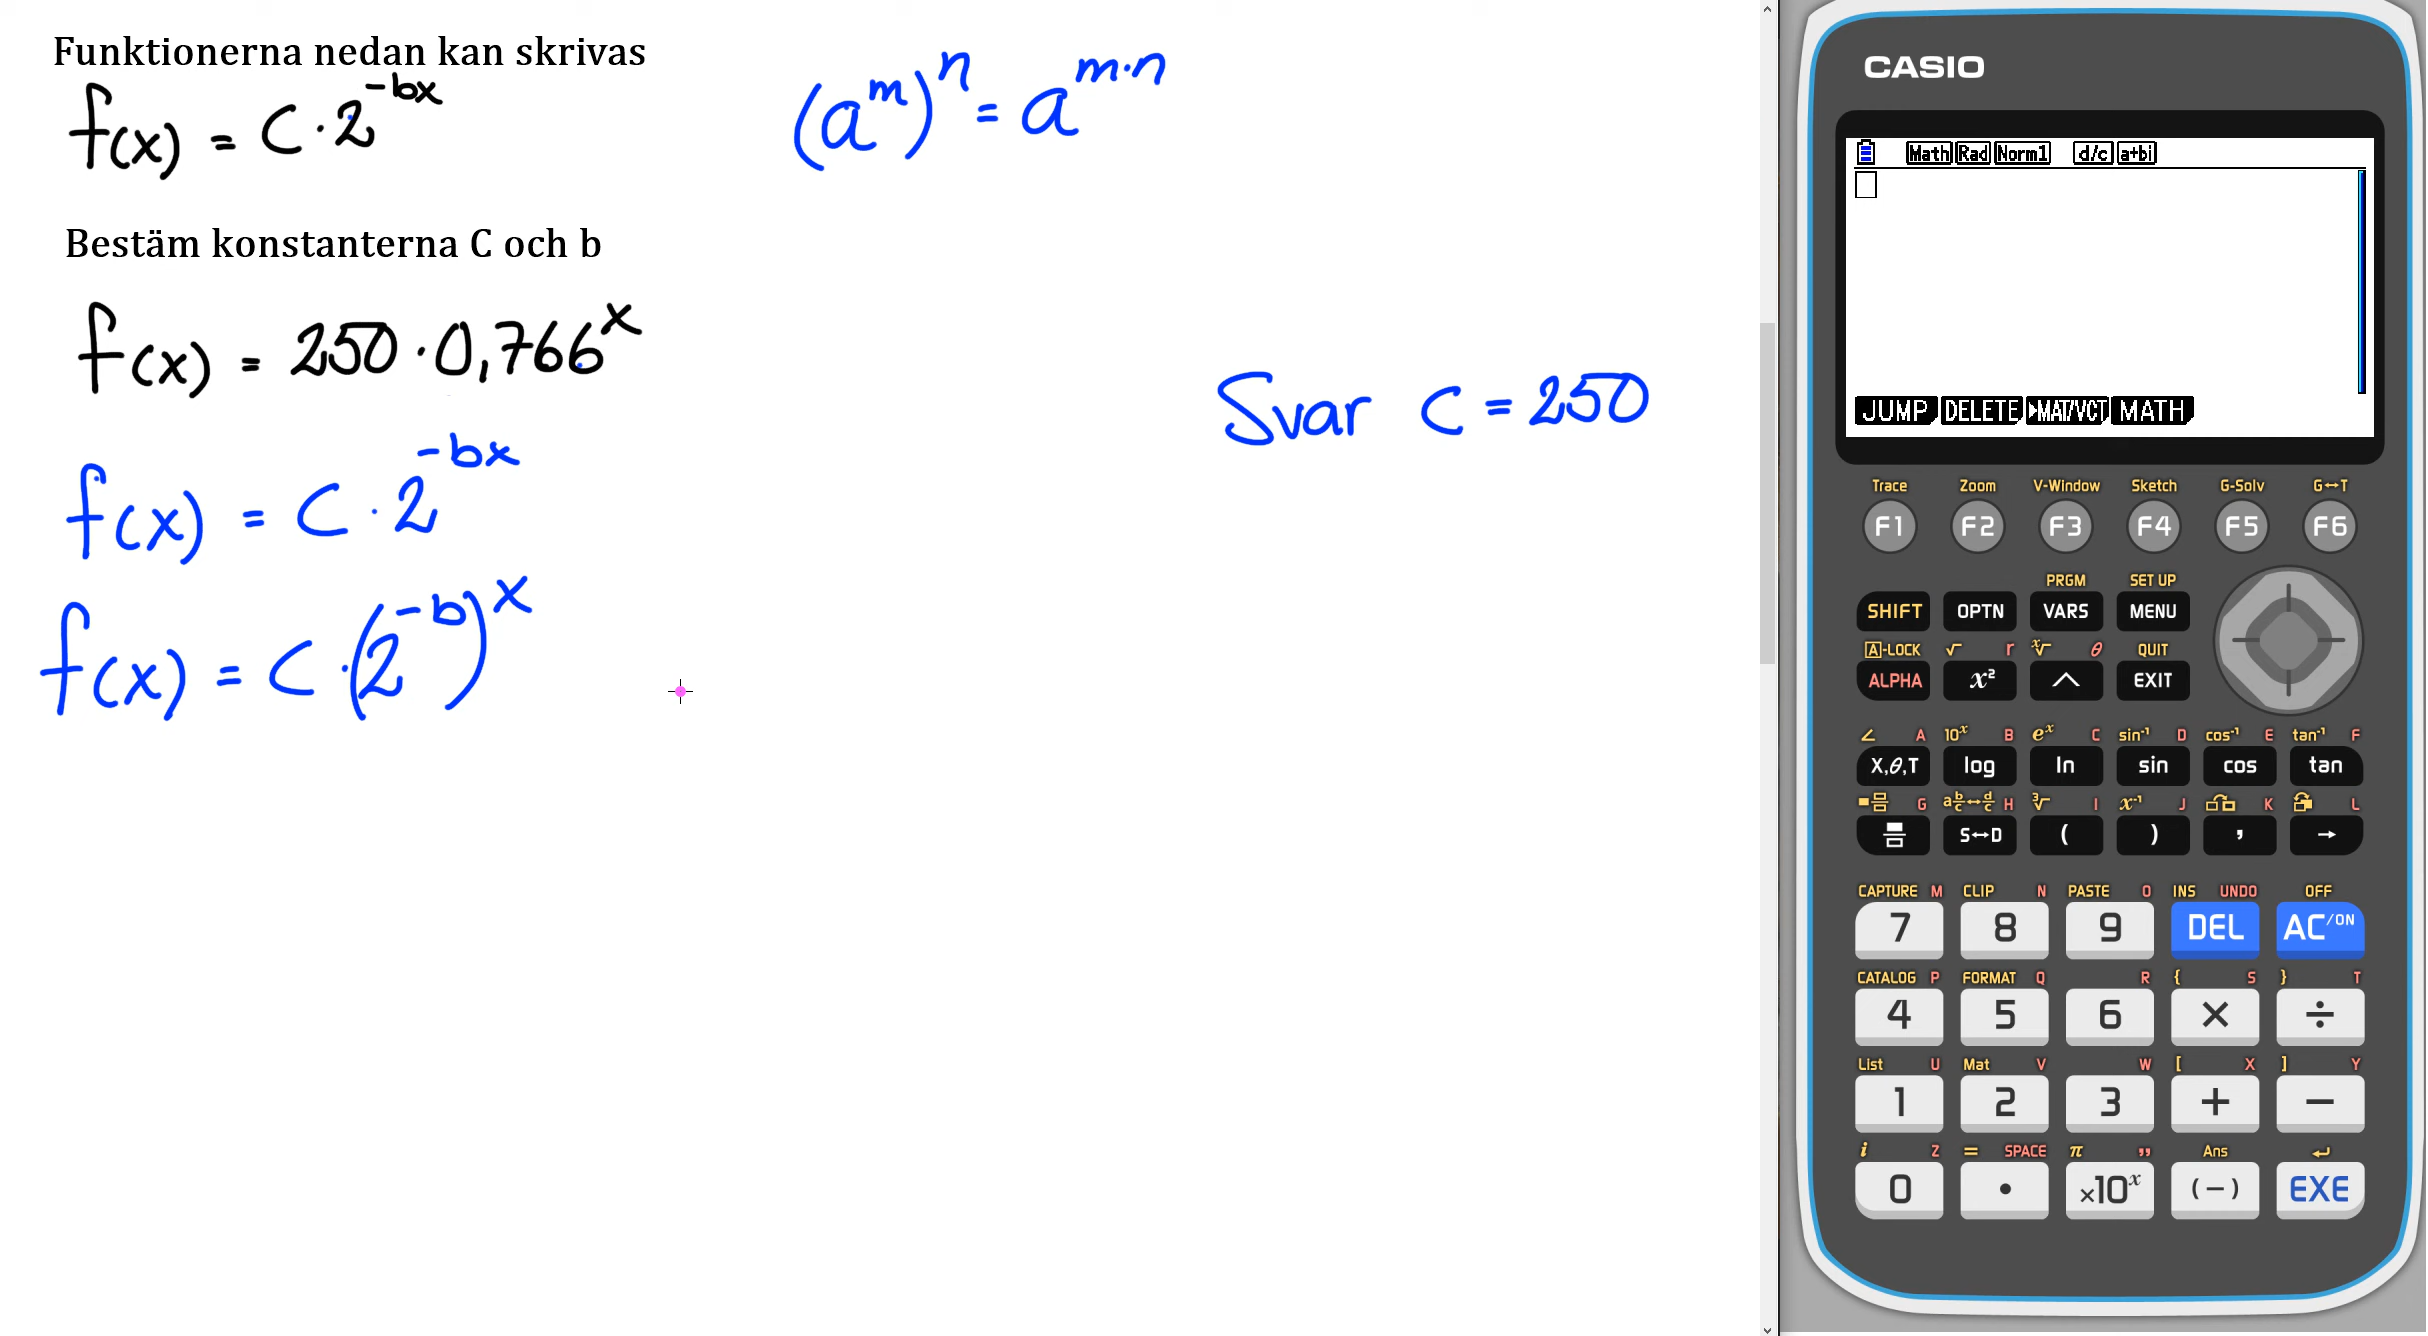 Funktionerna nedan kan skrivas
f(x) = C · 2^-bx
(a^m)^n = a^m·n
Bestäm konstanterna C och b
f(x) = 250 · 0,766^x
Svar C = 250
f(x) = C · 2^-bx
f(x) = C · (2^-b)^x
CASIO
Math Rad Norm1 d/c a+bi
JUMP DELETE ▶MAT/VCT MATH
Trace Zoom V-Window Sketch G-Solv G↔T
F1 F2 F3 F4 F5 F6
PRGM SET UP
SHIFT OPTN VARS MENU
A-LOCK √ r ˣ√ θ QUIT
ALPHA x² ^ EXIT
∠ A 10ˣ B eˣ C sin⁻¹ D cos⁻¹ E tan⁻¹ F
X,θ,T log ln sin cos tan
G a b/c↔d/c H ³√ I x⁻¹ J K L
S↔D ( ) , →
CAPTURE M CLIP N PASTE O INS UNDO OFF
7 8 9 DEL AC/ON
CATALOG P FORMAT Q R { S } T
4 5 6 × ÷
List U Mat V W [ X ] Y
1 2 3 + −
i Z = SPACE π " Ans ↵
0 • ×10ˣ (−) EXE